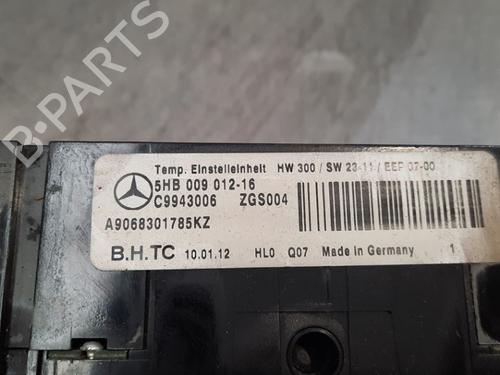 Temp. Einstelleinheit HW 300 / SW 23-11 / EEP 07-00
5HB 009 012-16
C9943006 ZGS004
A9068301785KZ
B.H.TC 10.01.12 HL0 Q07 Made in Germany 1
B-PARTS